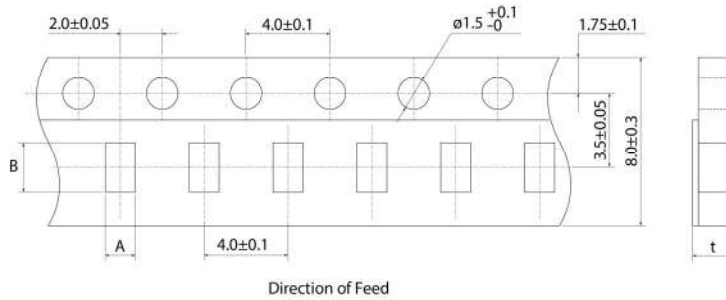 2.0±0.05
4.0±0.1
ø1.5 +0.1 -0
1.75±0.1
3.5±0.05
8.0±0.3
B
A
4.0±0.1
t
Direction of Feed